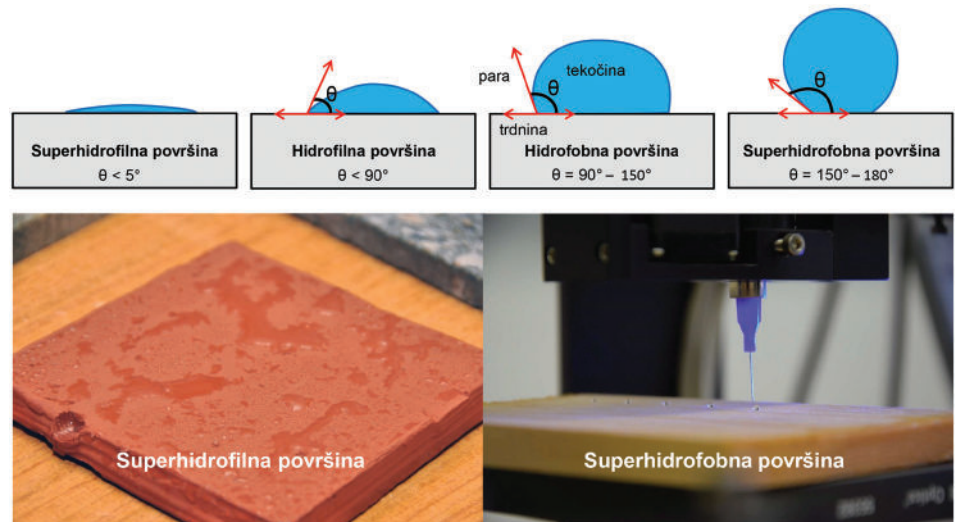 θ
θ
para
tekočina
θ
trdnina
θ
Superhidrofilna površina
θ < 5°
Hidrofilna površina
θ < 90°
Hidrofobna površina
θ = 90° – 150°
Superhidrofobna površina
θ = 150° – 180°
Superhidrofilna površina
Superhidrofobna površina